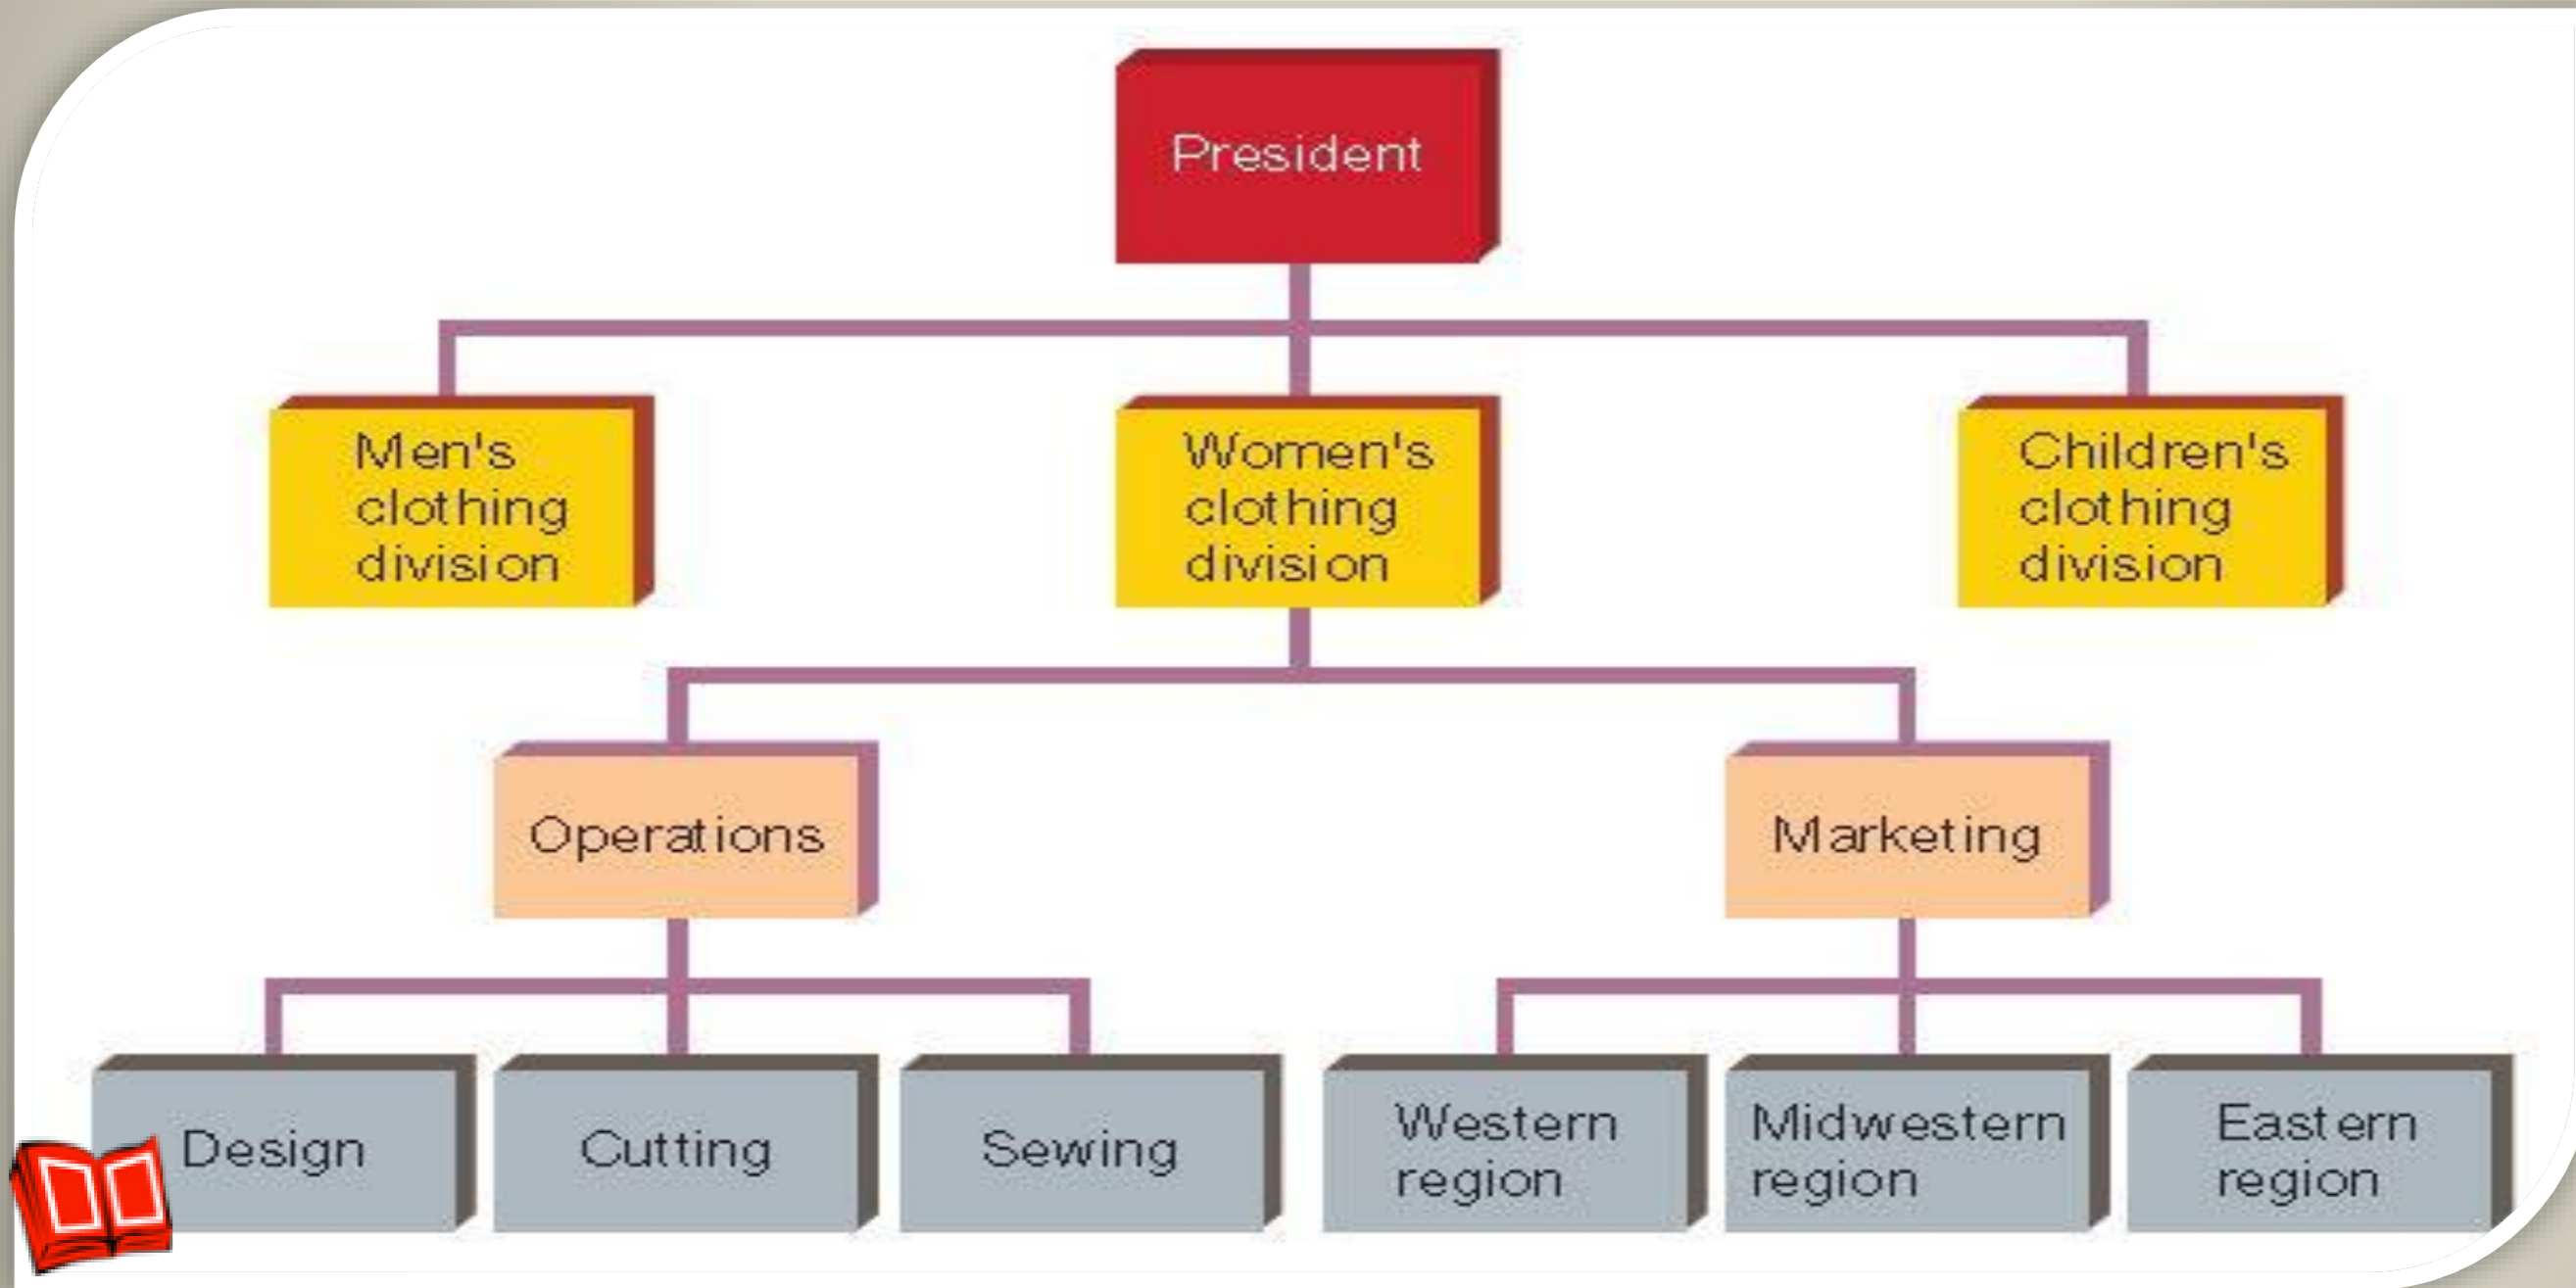 President
Men's
clothing
division
Women's
clothing
division
Children's
clothing
division
Operations
Marketing
Design
Cutting
Sewing
Western
region
Midwestern
region
Eastern
region